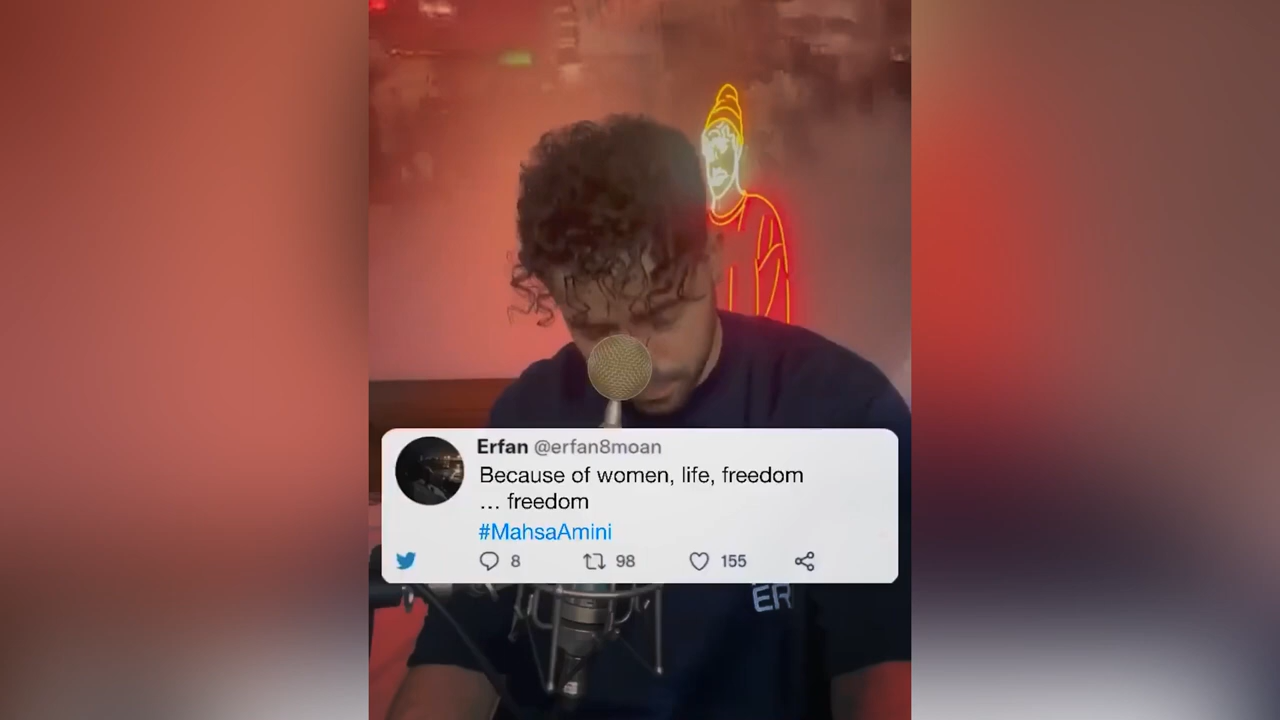 Erfan @erfan8moan
Because of women, life, freedom
... freedom
#MahsaAmini
8 98 155
ER